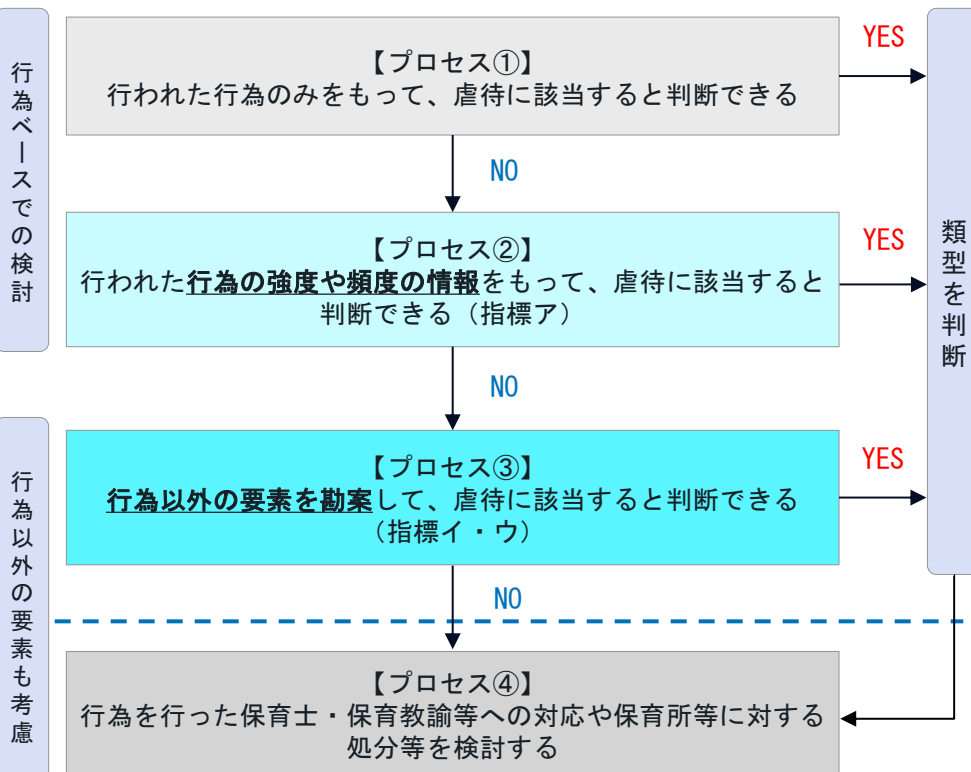 行為ベースでの検討
【プロセス①】
行われた行為のみをもって、虐待に該当すると判断できる
YES
NO
【プロセス②】
行われた行為の強度や頻度の情報をもって、虐待に該当すると
判断できる（指標ア）
YES
類型を判断
NO
行為以外の要素も考慮
【プロセス③】
行為以外の要素を勘案して、虐待に該当すると判断できる
（指標イ・ウ）
YES
NO
【プロセス④】
行為を行った保育士・保育教諭等への対応や保育所等に対する
処分等を検討する